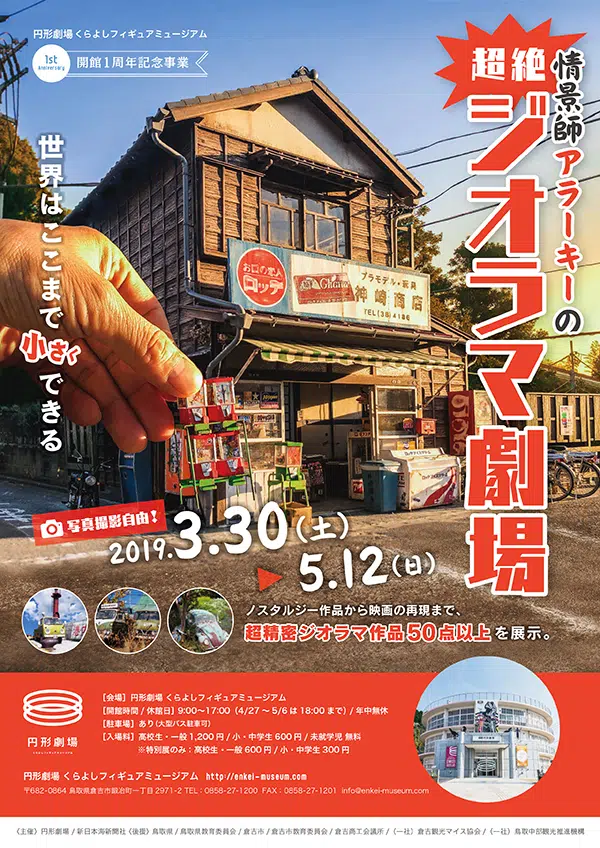 円形劇場 くらよしフィギュアミュージアム
1st
Anniversary
開館1周年記念事業
情景師アラーキーの
超絶
ジオラマ劇場
世界はここまで小さくできる
お口の恋人
ロッテ
プラモデル・玩具
神崎商店
TEL(38)4186
写真撮影自由！
2019.3.30（土）
5.12（日）
ノスタルジー作品から映画の再現まで、
超精密ジオラマ作品50点以上を展示。
円形劇場
［会場］円形劇場 くらよしフィギュアミュージアム
［開館時間 / 休館日］9:00～17:00（4/27～5/6は18:00まで）/ 年中無休
［駐車場］あり（大型バス駐車可）
［入場料］高校生・一般1,200円 / 小・中学生600円 / 未就学児 無料
※特別展のみ：高校生・一般600円 / 小・中学生300円
円形劇場 くらよしフィギュアミュージアム http://enkei-museum.com
〒682-0864 鳥取県倉吉市鍛冶町一丁目2971-2 TEL：0858-27-1200 FAX：0858-27-1201 info@enkei-museum.com
〈主催〉円形劇場 / 新日本海新聞社〈後援〉鳥取県 / 鳥取県教育委員会 / 倉吉市 / 倉吉市教育委員会 / 倉吉商工会議所 /（一社）倉吉観光マイス協会 /（一社）鳥取中部観光推進機構